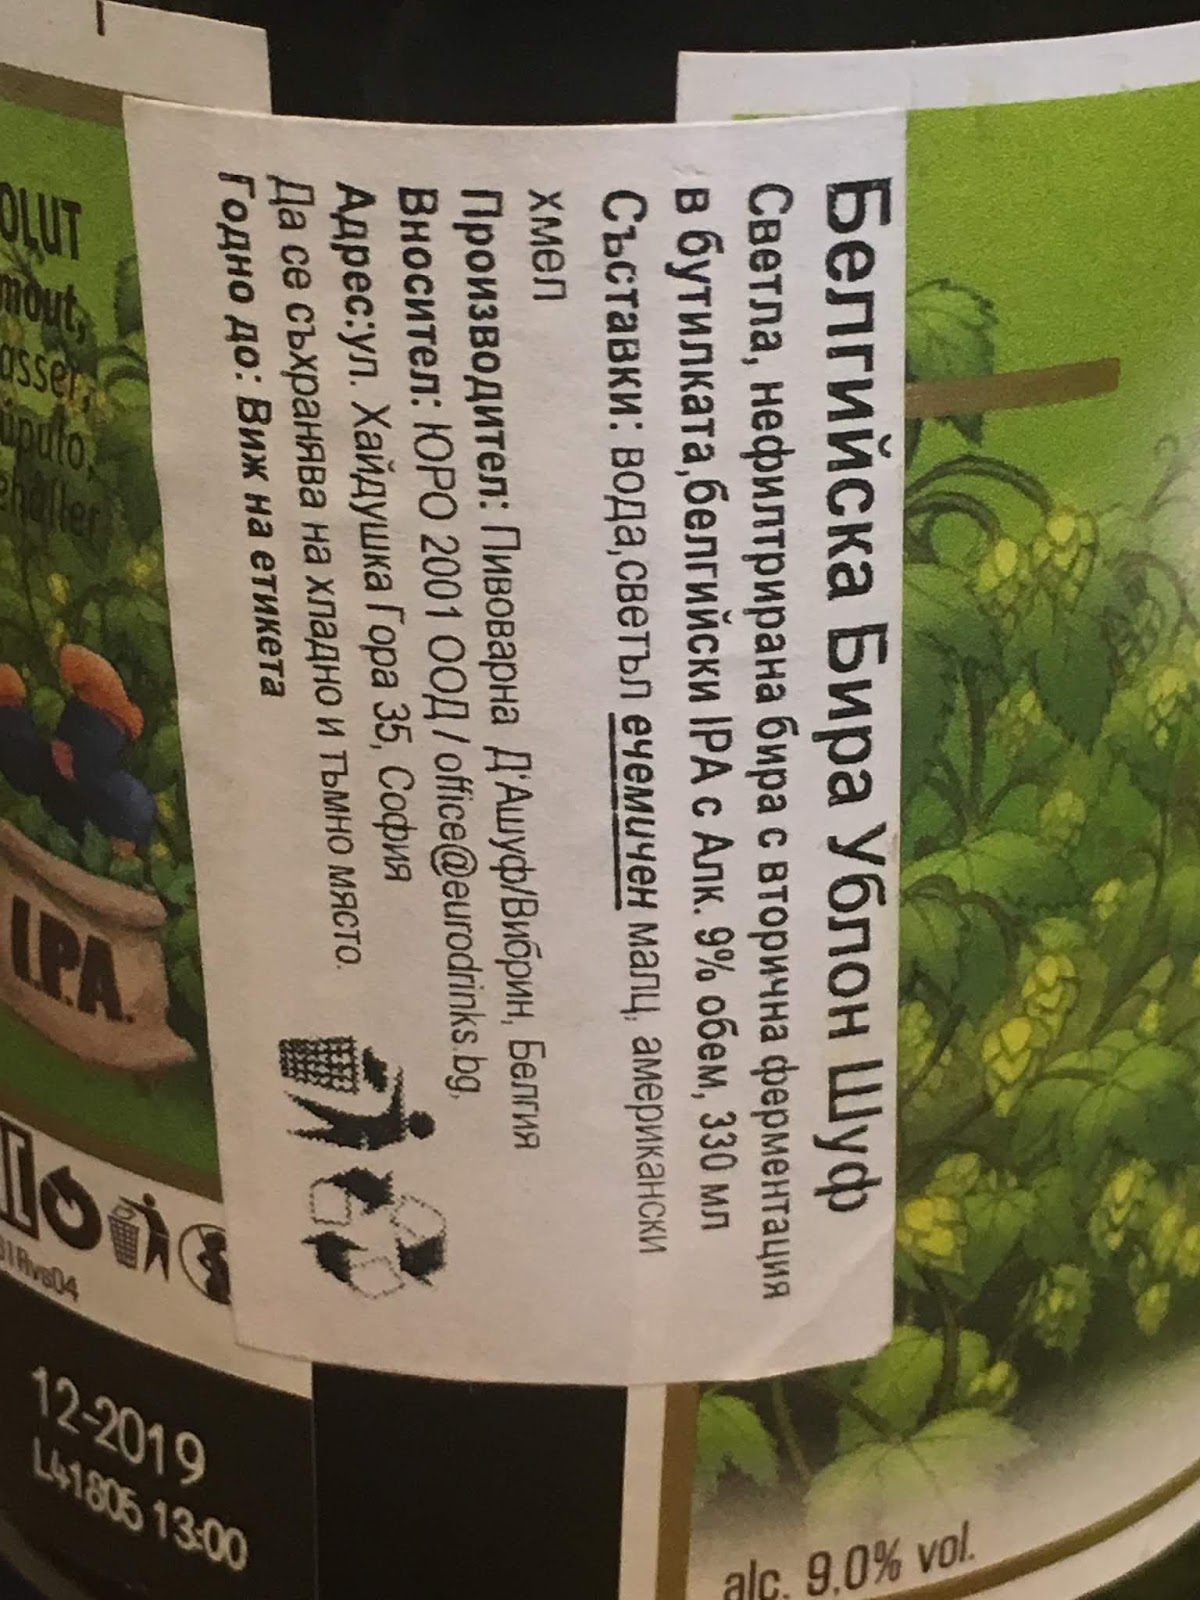 Белгийска Бира Ублон Шуф
Светла, нефилтрирана бира с вторична ферментация
в бутилката,белгийски IPA с Алк. 9% обем, 330 мл
Съставки: вода,светъл ечемичен малц, американски
хмел
Производител: Пивоварна Д'Ашуф/Вибрин, Белгия
Вносител: ЮРО 2001 ООД / office@eurodrinks.bg,
Адрес:ул. Хайдушка Гора 35, София
Да се съхранява на хладно и тъмно място.
Годно до: Виж на етикета
I.P.A.
12-2019
L41805 13:00
alc. 9.0% vol.